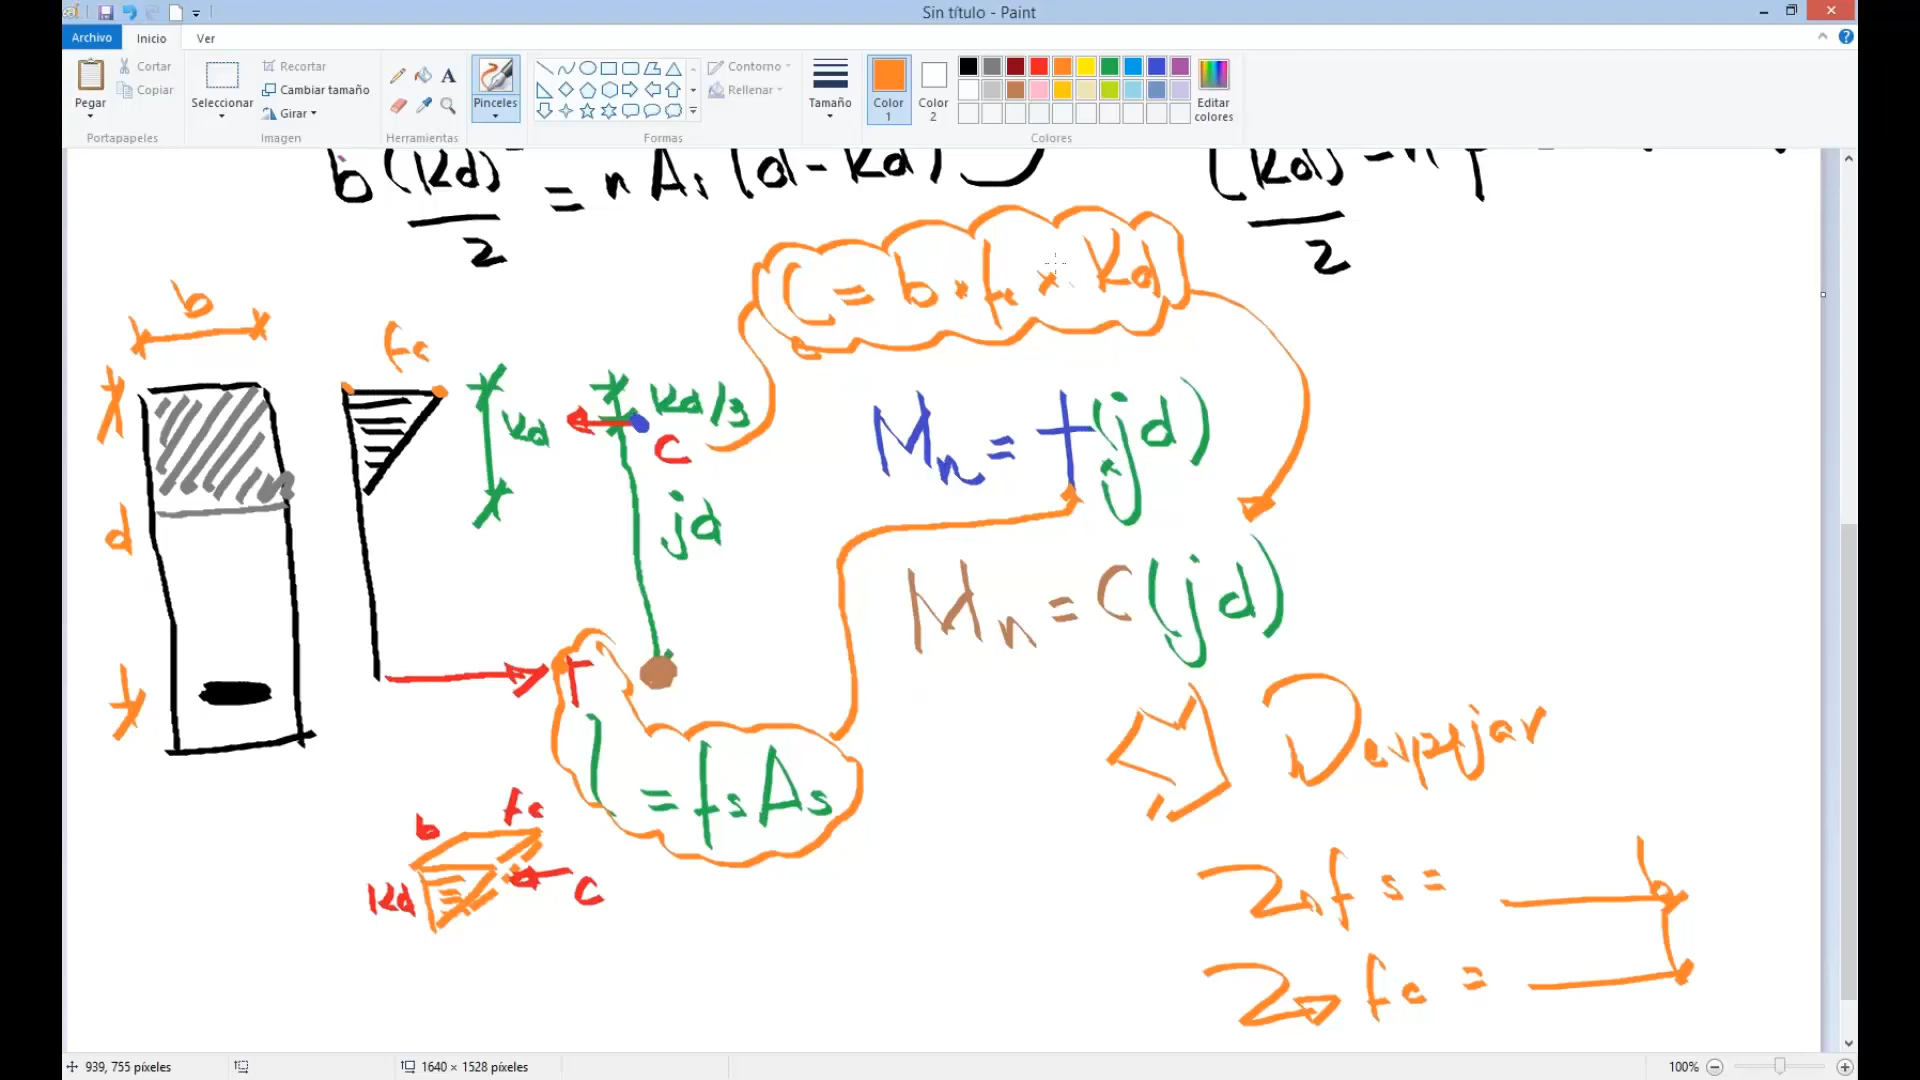 Sin título - Paint
Archivo Inicio Ver
Pegar
Cortar
Copiar
Portapapeles
Seleccionar
Recortar
Cambiar tamaño
Girar
Imagen
A
Herramientas
Pinceles
Formas
Contorno
Rellenar
Tamaño
Color 1
Color 2
Editar colores
Colores
b (kd) = n As (d - kd)
2
(kd)
2
C = b * fc * kd
b
fc
kd
kd/3
C
d
jd
Mn = T(jd)
Mn = C(jd)
T
T = fs As
b fc
kd C
Despejar
fs =
fc =
939, 755 píxeles
1640 × 1528 píxeles
100%